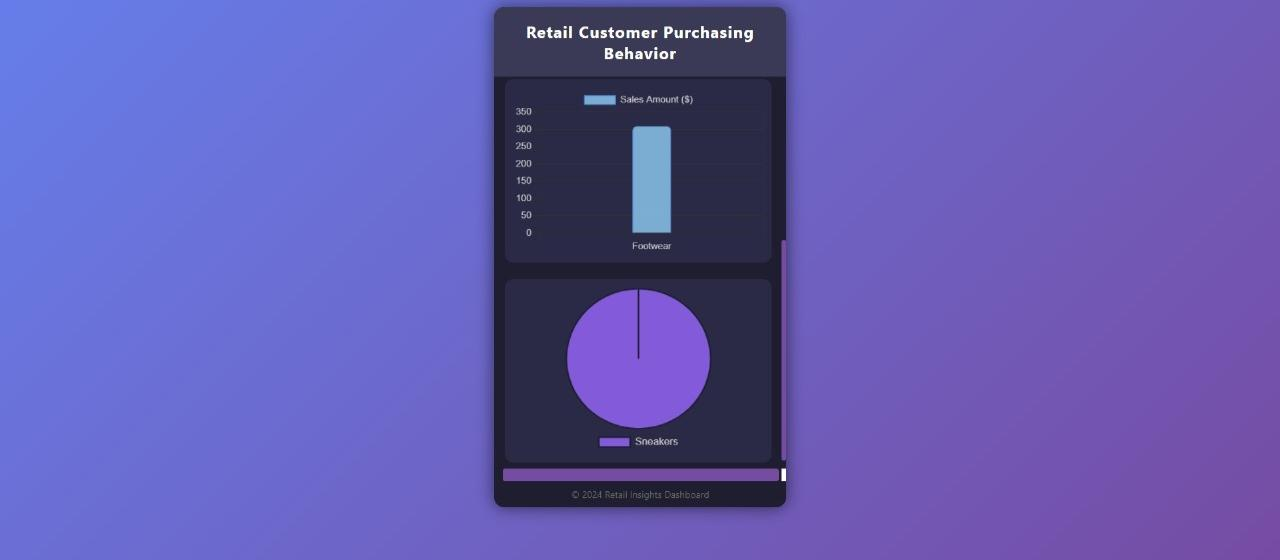 Retail Customer Purchasing
Behavior
Sales Amount ($)
350
300
250
200
150
100
50
0
Footwear
Sneakers
© 2024 Retail Insights Dashboard